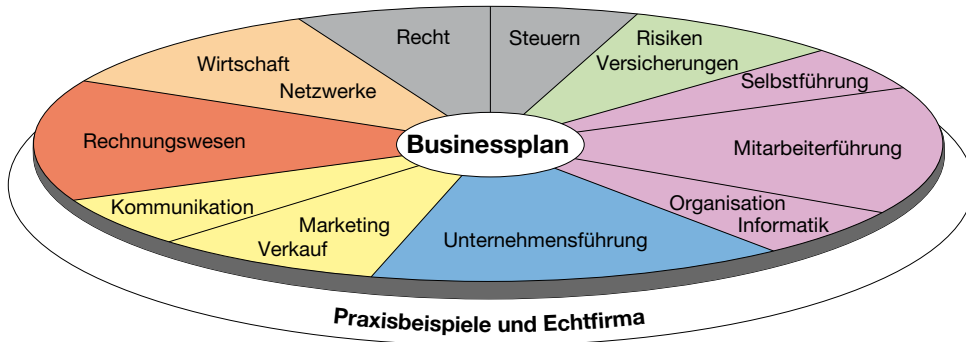 Recht
Steuern
Risiken
Versicherungen
Selbstführung
Mitarbeiterführung
Organisation
Informatik
Unternehmensführung
Marketing
Verkauf
Kommunikation
Rechnungswesen
Wirtschaft
Netzwerke
Businessplan
Praxisbeispiele und Echtfirma